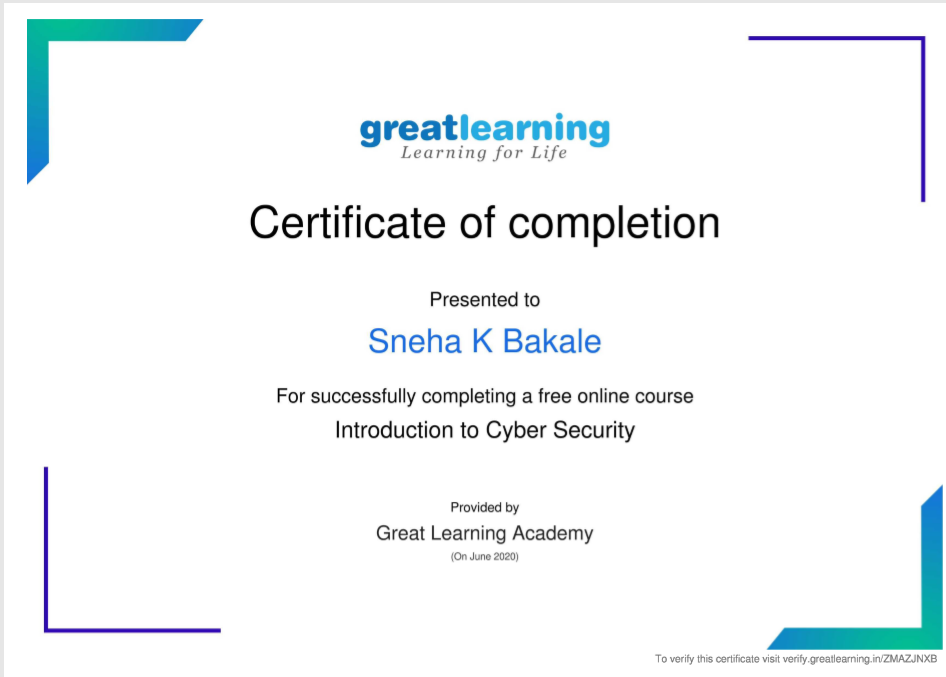 greatlearning
Learning for Life
Certificate of completion
Presented to
Sneha K Bakale
For successfully completing a free online course
Introduction to Cyber Security
Provided by
Great Learning Academy
(On June 2020)
To verify this certificate visit verify.greatlearning.in/ZMAZJNXB